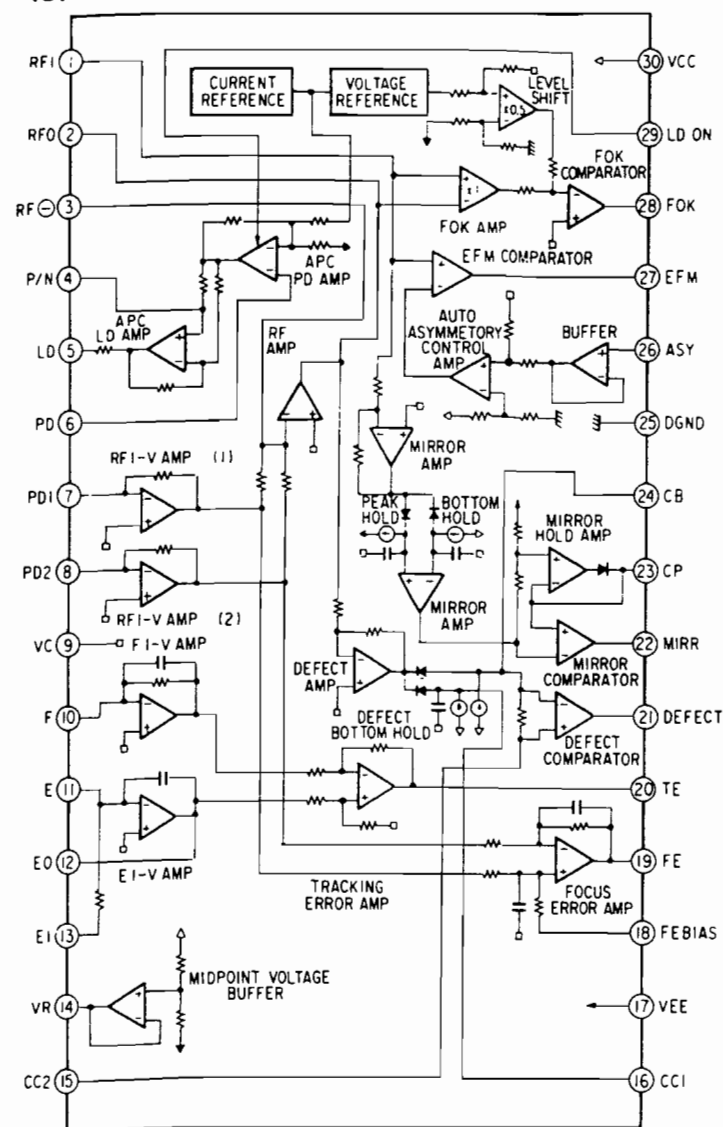 RFI 1
RFO 2
RF⊖ 3
P/N 4
LD 5
PD 6
PD1 7
PD2 8
VC 9
F 10
E 11
EO 12
EI 13
VR 14
CC2 15
CURRENT
REFERENCE
VOLTAGE
REFERENCE
LEVEL
SHIFT
×0.5
FOK
COMPARATOR
×1
FOK AMP
APC
PD AMP
EFM COMPARATOR
APC
LD AMP
RF
AMP
AUTO
ASYMMETORY
CONTROL
AMP
BUFFER
MIRROR
AMP
RF I-V AMP (1)
PEAK
HOLD
BOTTOM
HOLD
MIRROR
HOLD AMP
MIRROR
AMP
RF I-V AMP (2)
F I-V AMP
MIRROR
COMPARATOR
DEFECT
AMP
DEFECT
BOTTOM HOLD
DEFECT
COMPARATOR
E I-V AMP
TRACKING
ERROR AMP
FOCUS
ERROR AMP
MIDPOINT VOLTAGE
BUFFER
30 VCC
29 LD ON
28 FOK
27 EFM
26 ASY
25 DGND
24 CB
23 CP
22 MIRR
21 DEFECT
20 TE
19 FE
18 FEBIAS
17 VEE
16 CC1